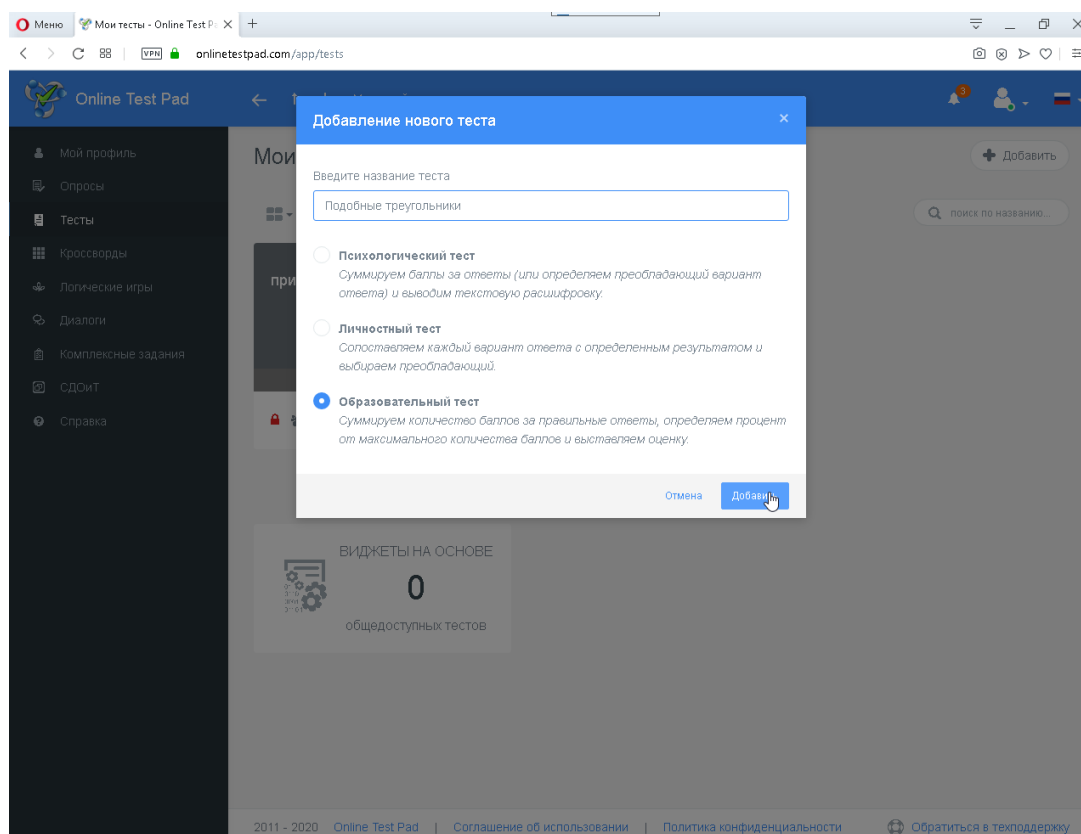 Меню
Мои тесты - Online Test P
VPN
onlinetestpad.com/app/tests
Online Test Pad
3
Мой профиль
Опросы
Тесты
Кроссворды
Логические игры
Диалоги
Комплексные задания
СДОиТ
Справка
Мои
Добавить
поиск по названию...
при
Добавление нового теста
Введите название теста
Подобные треугольники
Психологический тест
Суммируем баллы за ответы (или определяем преобладающий вариант
ответа) и выводим текстовую расшифровку.
Личностный тест
Сопоставляем каждый вариант ответа с определенным результатом и
выбираем преобладающий.
Образовательный тест
Суммируем количество баллов за правильные ответы, определяем процент
от максимального количества баллов и выставляем оценку.
Отмена
Добави
ВИДЖЕТЫ НА ОСНОВЕ
0
общедоступных тестов
2011 - 2020 Online Test Pad | Соглашение об использовании | Политика конфиденциальности
Обратиться в техподдержку